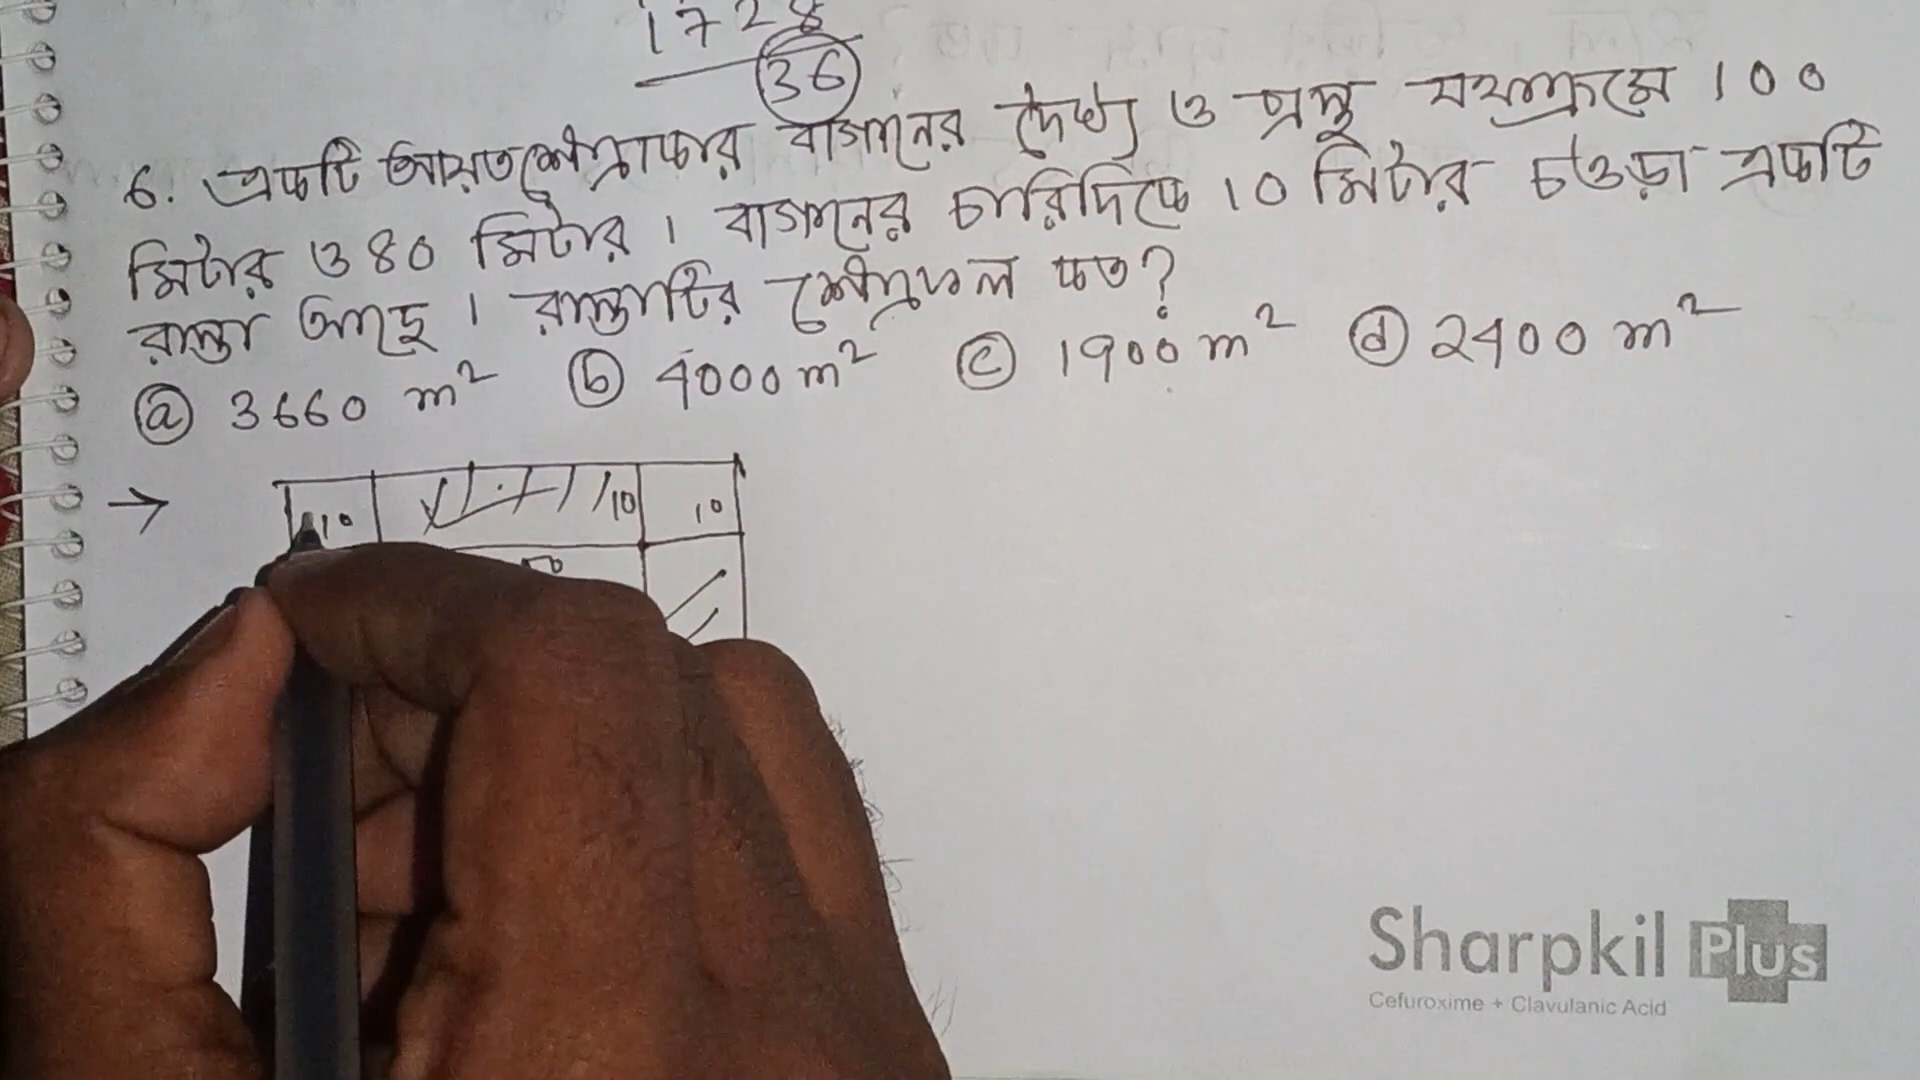 1728
36
6. একটি আয়তক্ষেত্রাকার বাগানের দৈর্ঘ্য ও প্রস্থ যথাক্রমে 100
মিটার ও 80 মিটার । বাগানের চারিদিকে 10 মিটার চওড়া একটি
রাস্তা আছে । রাস্তাটির ক্ষেত্রফল কত ?
ⓐ 3660 m² ⓑ 4000 m² ⓒ 1900 m² ⓓ 2400 m²
→ 10 10 10
Sharpkil Plus
Cefuroxime + Clavulanic Acid